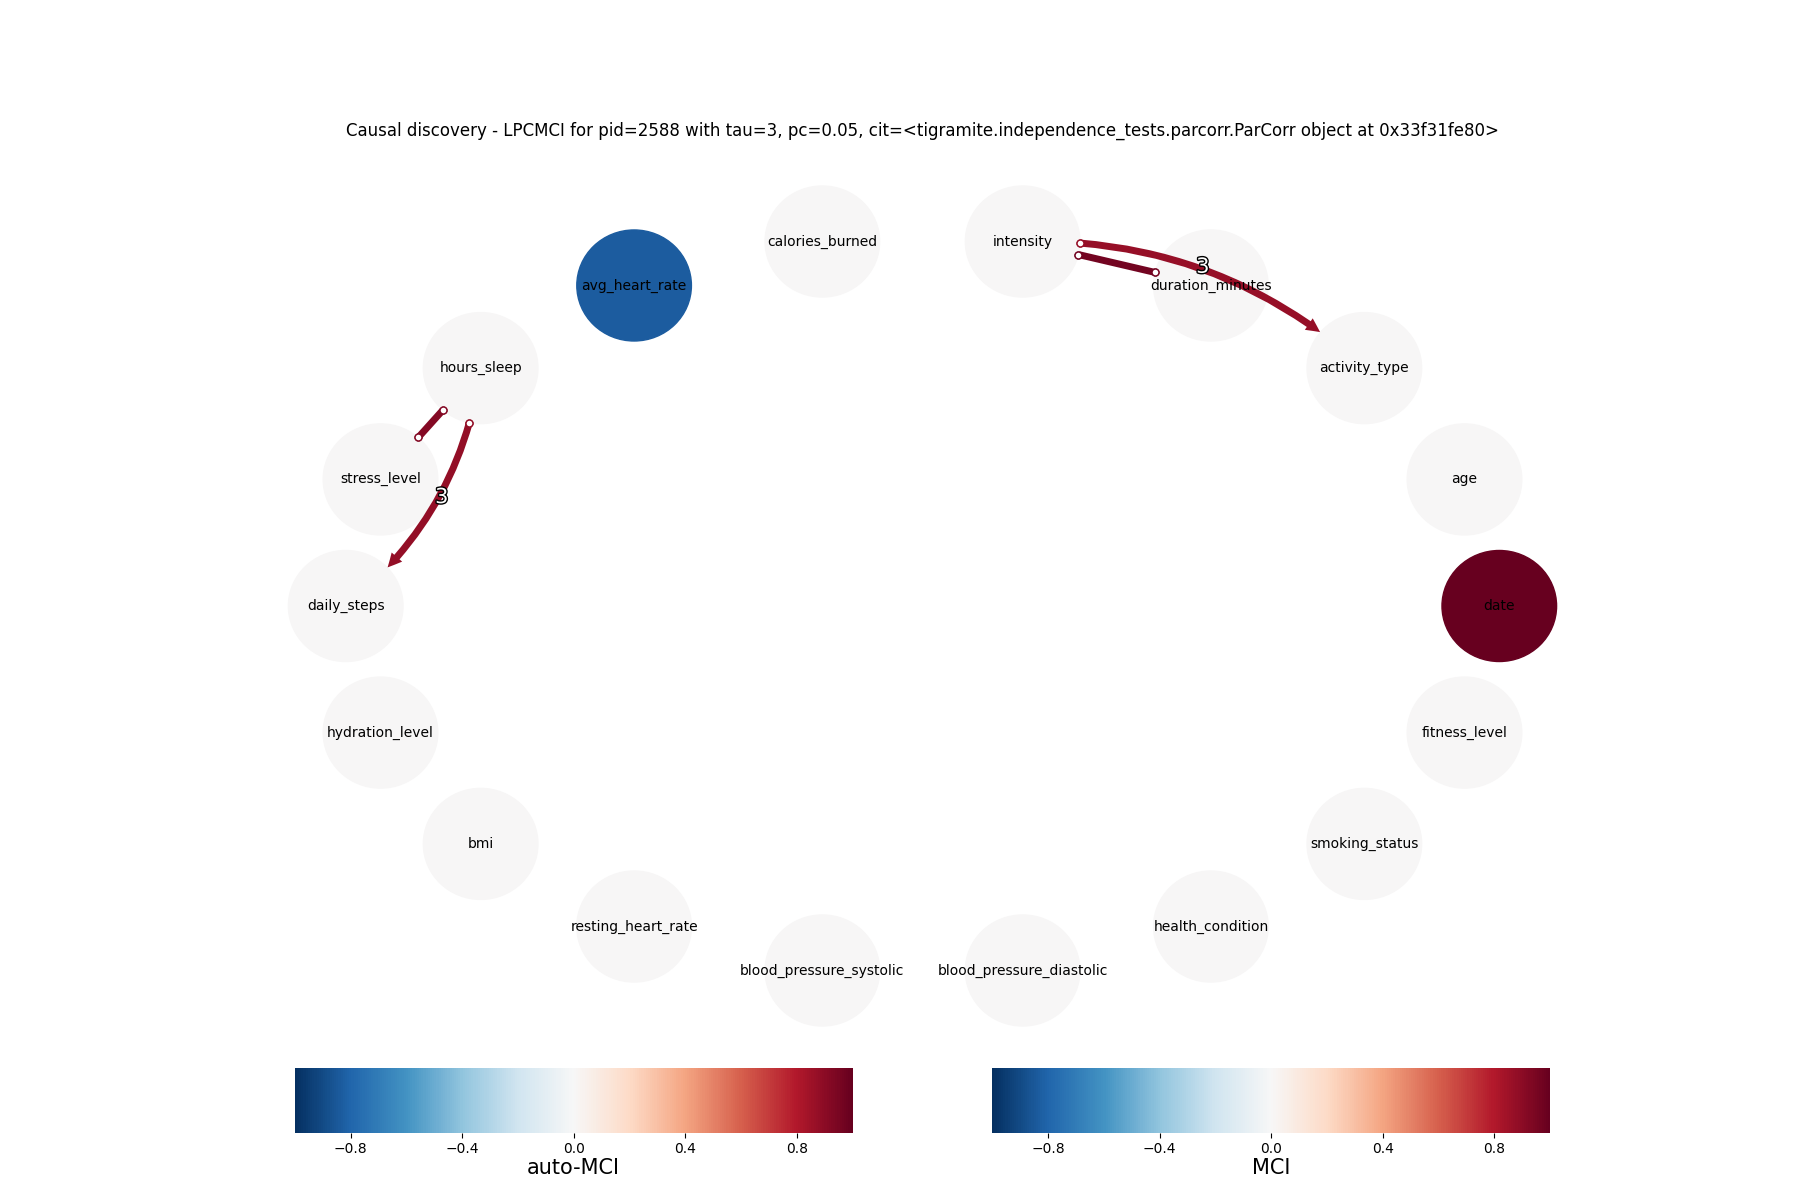 Causal discovery - LPCMCI for pid=2588 with tau=3, pc=0.05, cit=<tigramite.independence_tests.parcorr.ParCorr object at 0x33f31fe80>
calories_burned
intensity
avg_heart_rate
3
duration_minutes
hours_sleep
activity_type
stress_level
age
3
daily_steps
date
hydration_level
fitness_level
bmi
smoking_status
resting_heart_rate
health_condition
blood_pressure_systolic
blood_pressure_diastolic
−0.8 −0.4 0.0 0.4 0.8
auto-MCI
−0.8 −0.4 0.0 0.4 0.8
MCI